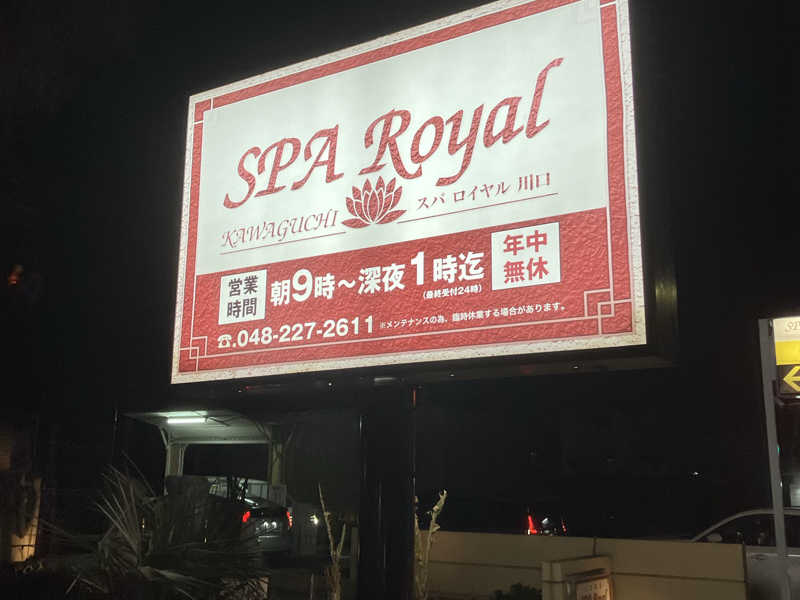 SPA Royal
KAWAGUCHI スパ ロイヤル 川口
営業時間 朝9時～深夜1時迄 年中無休
(最終受付24時)
☎048-227-2611 ※メンテナンスの為、臨時休業する場合があります。
SP